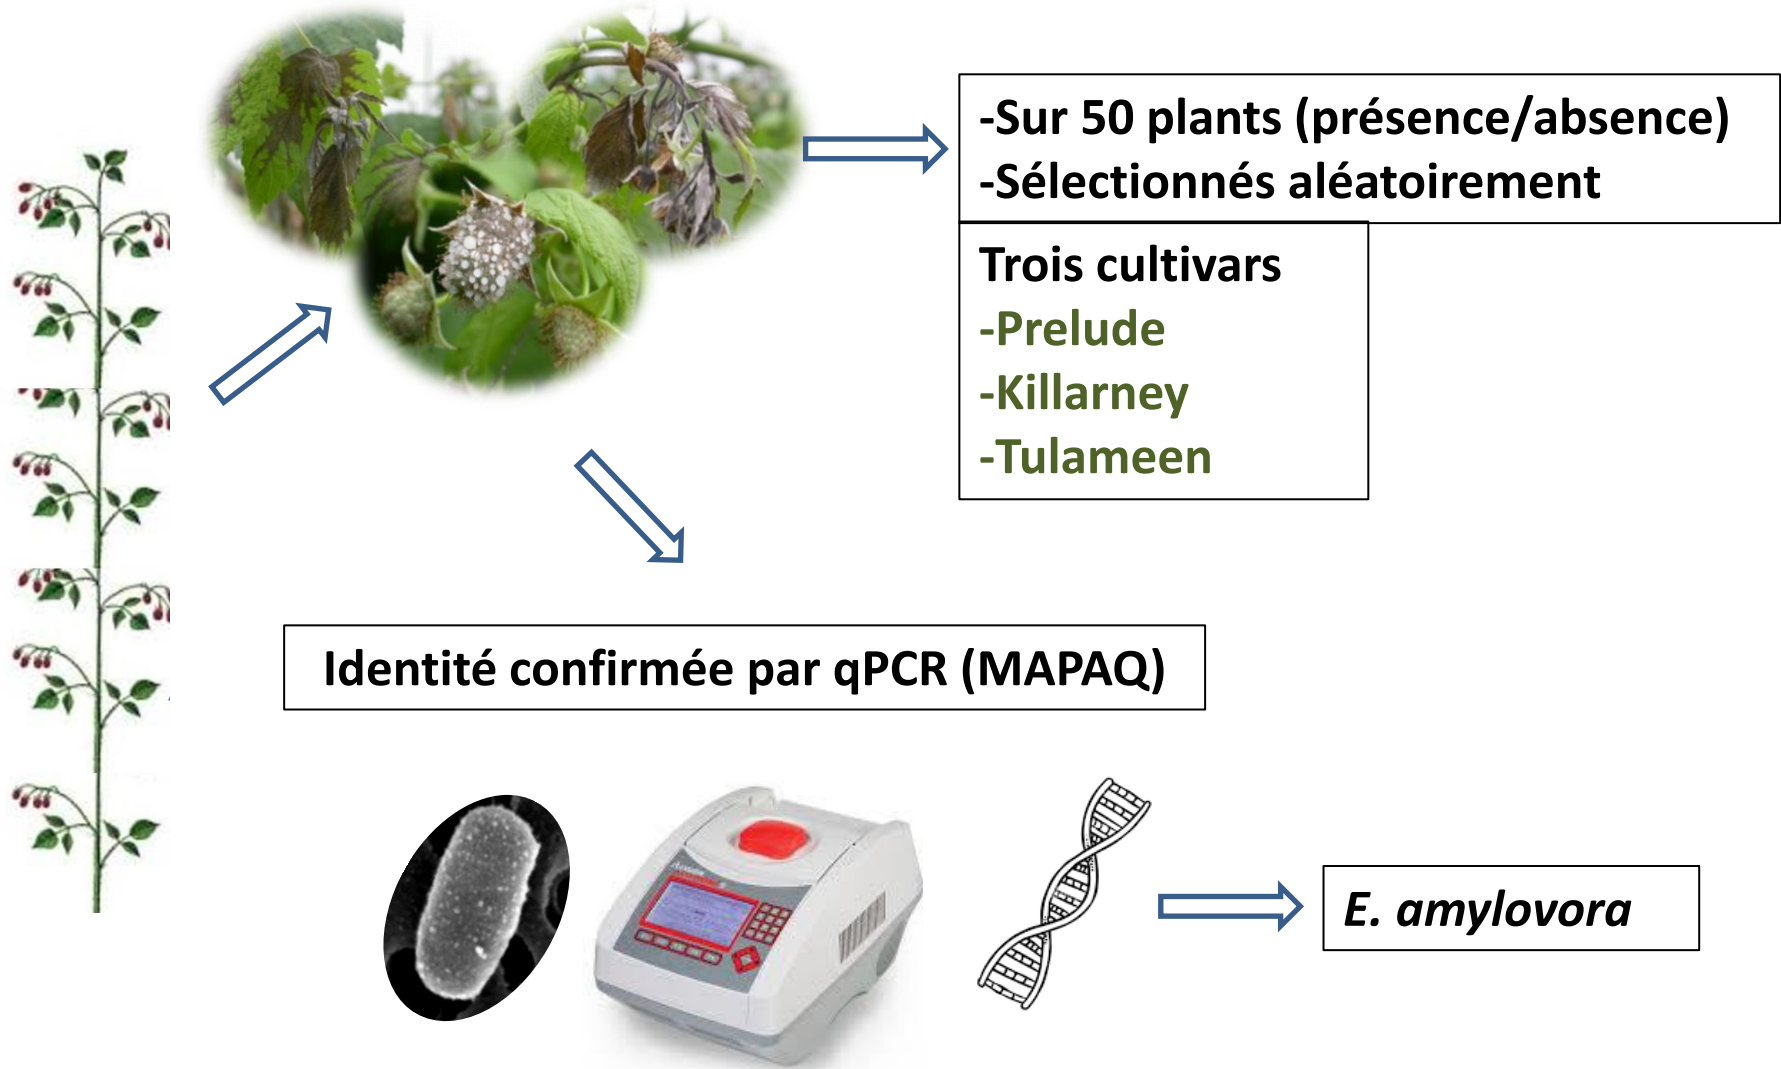 -Sur 50 plants (présence/absence)
-Sélectionnés aléatoirement
Trois cultivars
-Prelude
-Killarney
-Tulameen
Identité confirmée par qPCR (MAPAQ)
E. amylovora